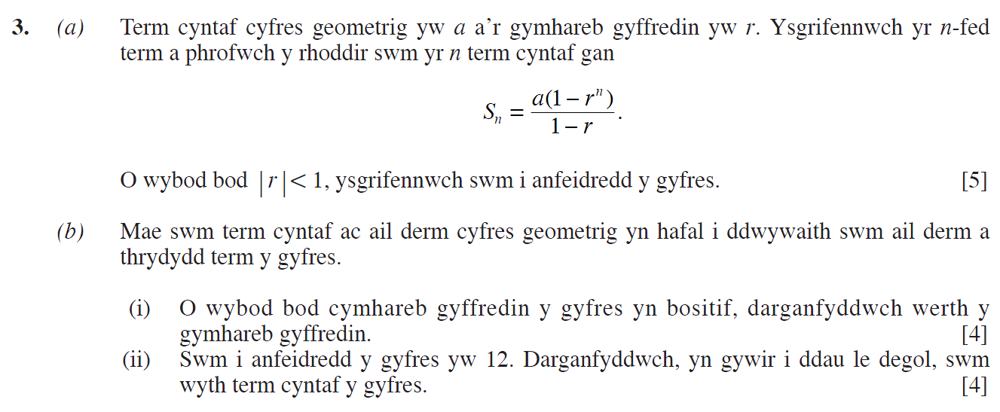 3. (a) Term cyntaf cyfres geometrig yw a a’r gymhareb gyffredin yw r. Ysgrifennwch yr n-fed
term a phrofwch y rhoddir swm yr n term cyntaf gan
Sₙ = a(1 – rⁿ) / (1 – r).
O wybod bod |r| < 1, ysgrifennwch swm i anfeidredd y gyfres. [5]
(b) Mae swm term cyntaf ac ail derm cyfres geometrig yn hafal i ddwywaith swm ail derm a
thrydydd term y gyfres.
(i) O wybod bod cymhareb gyffredin y gyfres yn bositif, darganfyddwch werth y
gymhareb gyffredin. [4]
(ii) Swm i anfeidredd y gyfres yw 12. Darganfyddwch, yn gywir i ddau le degol, swm
wyth term cyntaf y gyfres. [4]